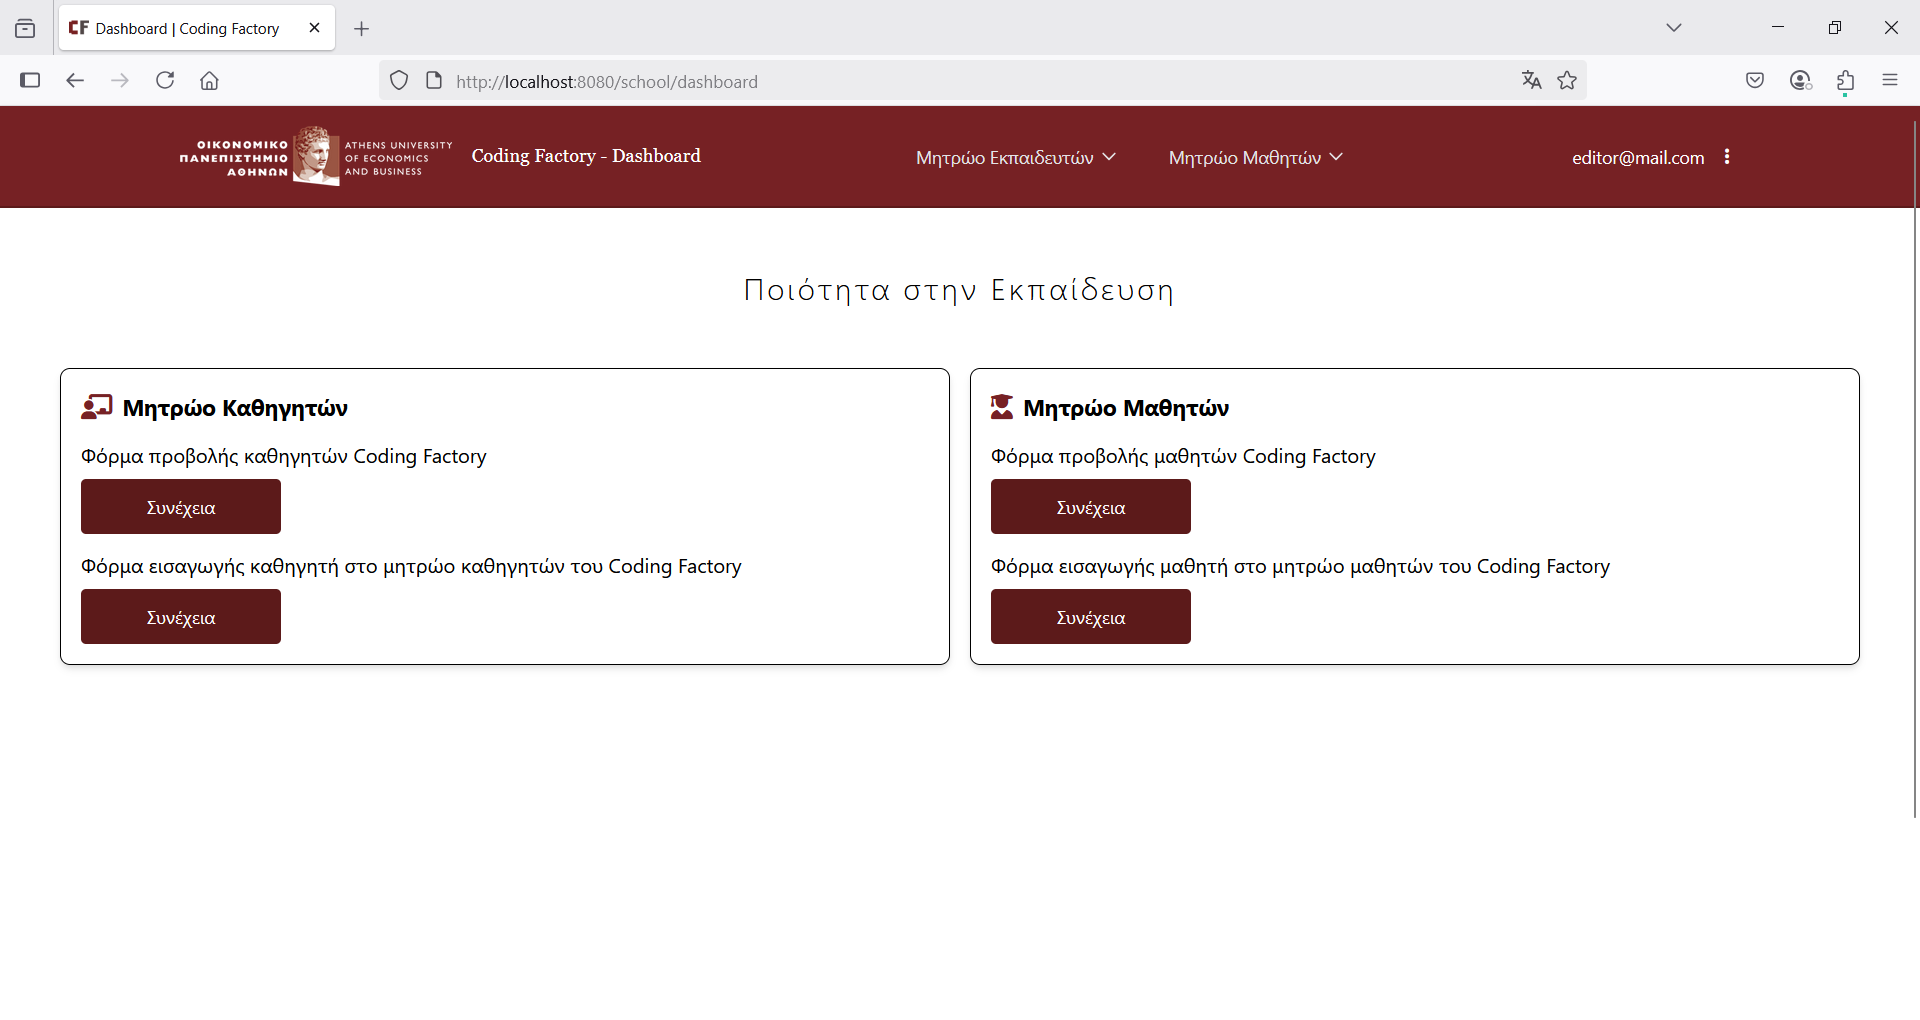 Dashboard | Coding Factory
http://localhost:8080/school/dashboard
ΟΙΚΟΝΟΜΙΚΟ
ΠΑΝΕΠΙΣΤΗΜΙΟ
ΑΘΗΝΩΝ
ATHENS UNIVERSITY
OF ECONOMICS
AND BUSINESS
Coding Factory - Dashboard
Μητρώο Εκπαιδευτών
Μητρώο Μαθητών
editor@mail.com
Ποιότητα στην Εκπαίδευση
Μητρώο Καθηγητών
Φόρμα προβολής καθηγητών Coding Factory
Συνέχεια
Φόρμα εισαγωγής καθηγητή στο μητρώο καθηγητών του Coding Factory
Συνέχεια
Μητρώο Μαθητών
Φόρμα προβολής μαθητών Coding Factory
Συνέχεια
Φόρμα εισαγωγής μαθητή στο μητρώο μαθητών του Coding Factory
Συνέχεια